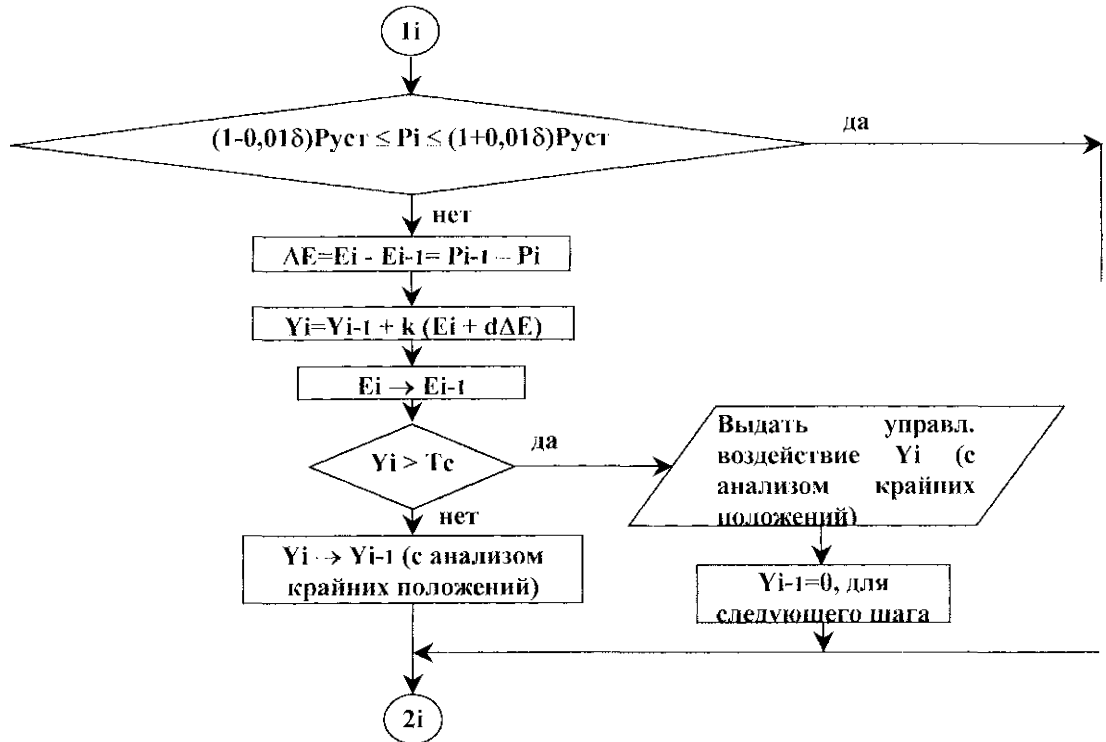 1i
(1-0,01δ)Руст ≤ Pi ≤ (1+0,01δ)Руст
да
нет
ΔE=Ei - Ei-1= Pi-1 – Pi
Yi=Yi-1 + k (Ei + dΔE)
Ei → Ei-1
Yi > Tc
да
Выдать управл.
воздействие Yi (с
анализом крайних
положений)
нет
Yi → Yi-1 (с анализом
крайних положений)
Yi-1=0, для
следующего шага
2i